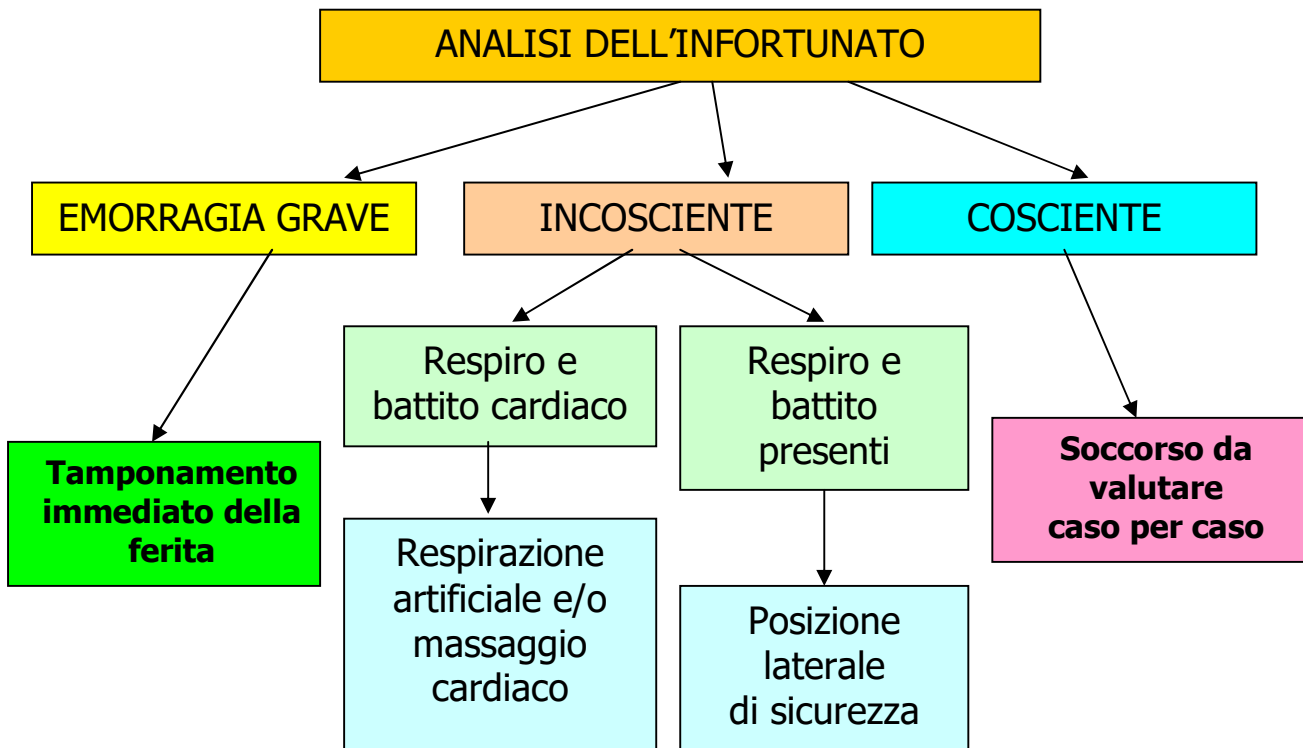 ANALISI DELL’INFORTUNATO
EMORRAGIA GRAVE
INCOSCIENTE
COSCIENTE
Respiro e
battito cardiaco
Respiro e
battito
presenti
Tamponamento
immediato della
ferita
Soccorso da
valutare
caso per caso
Respirazione
artificiale e/o
massaggio
cardiaco
Posizione
laterale
di sicurezza